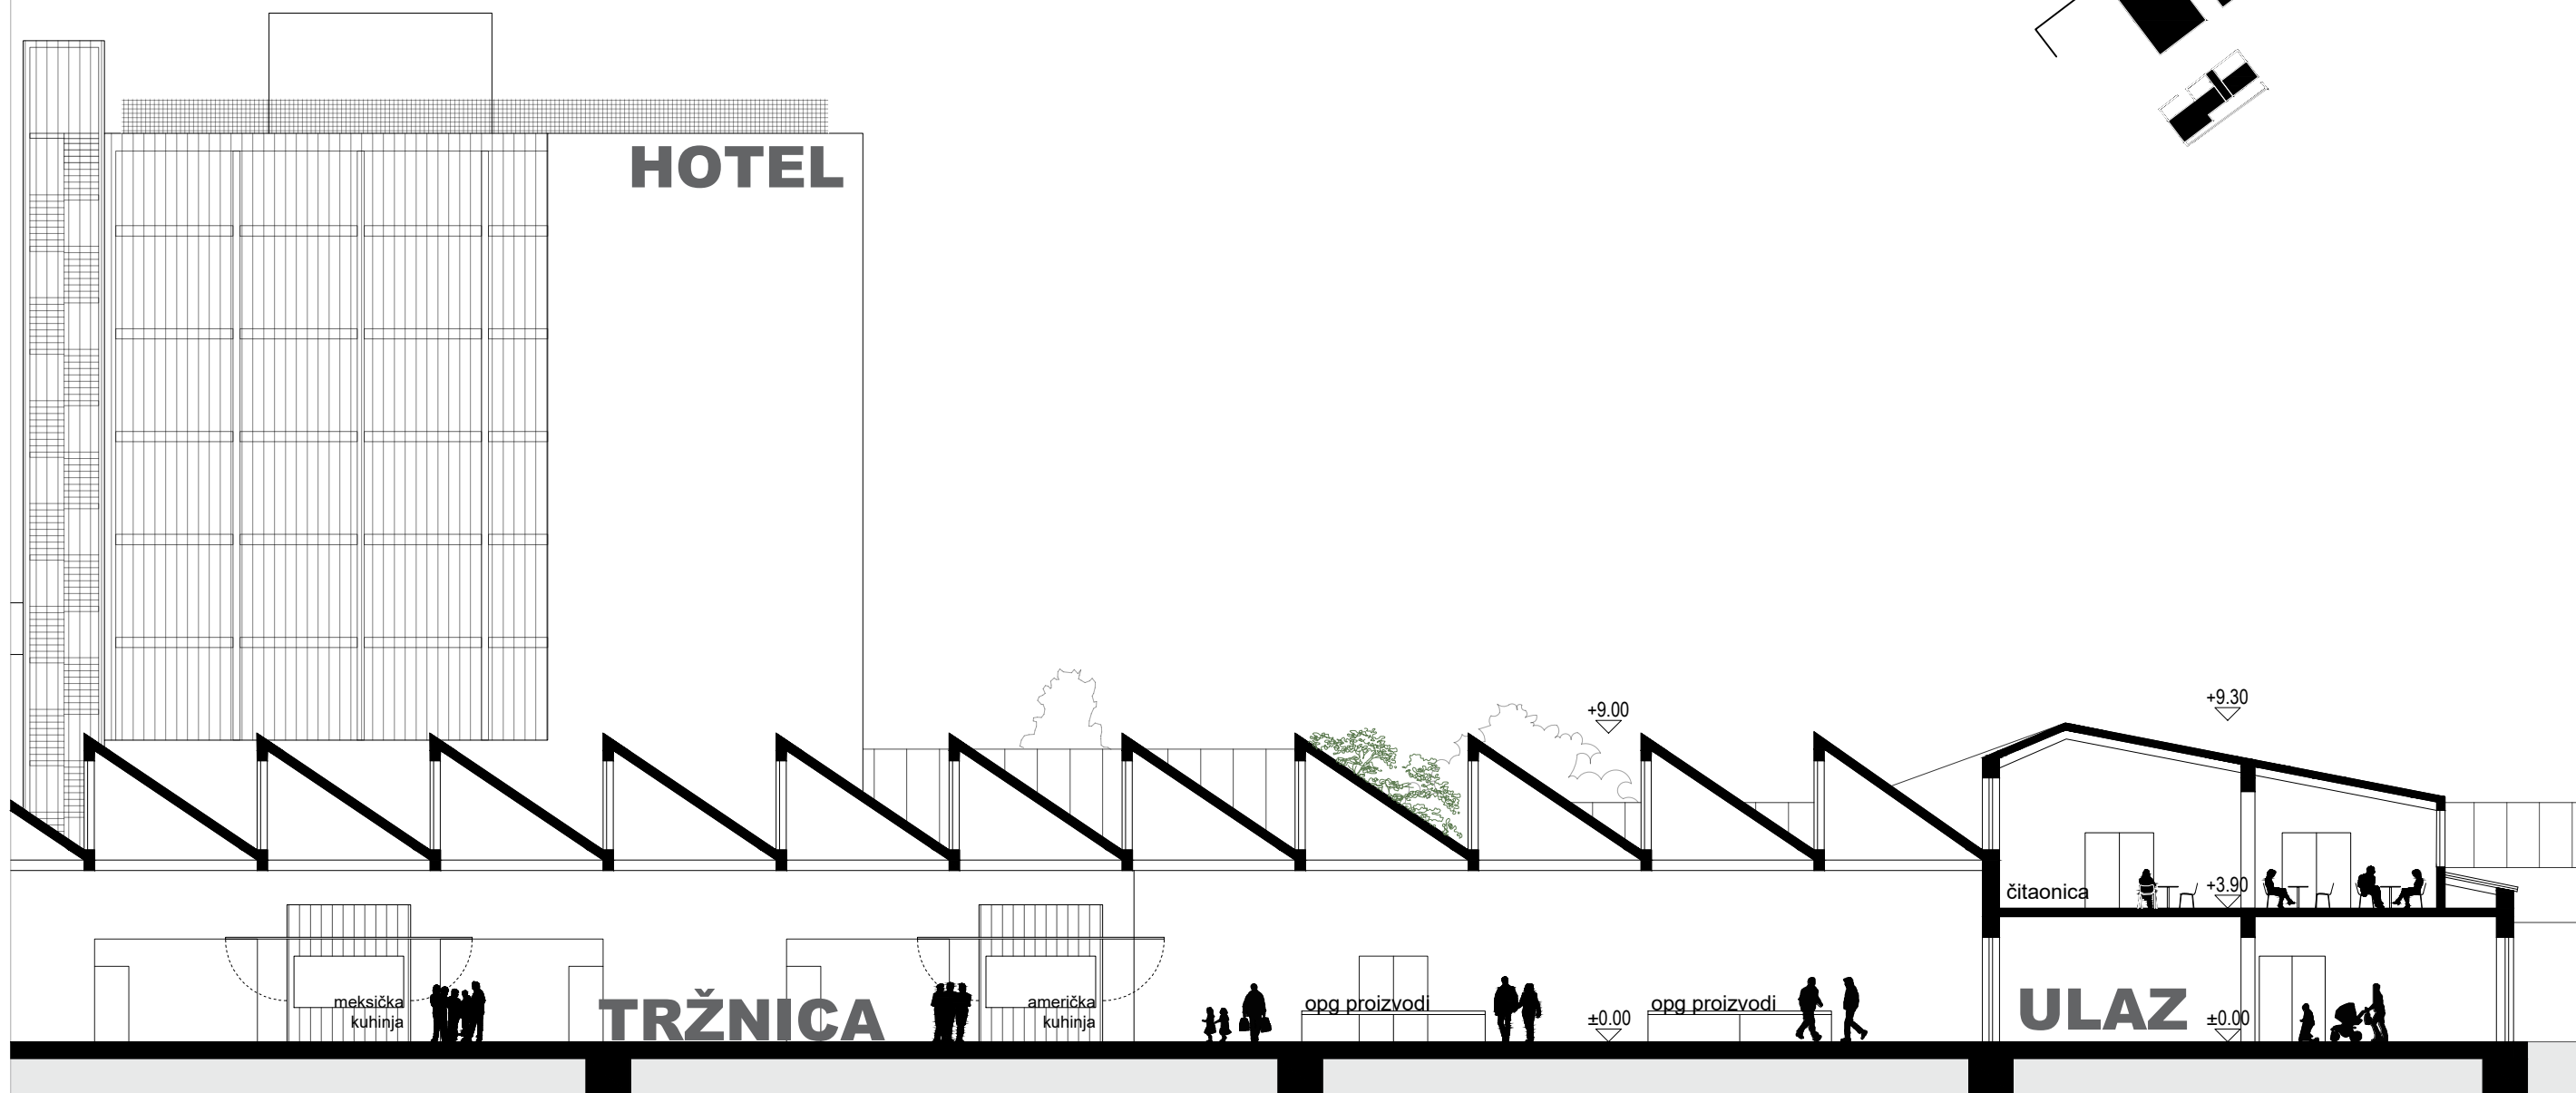 HOTEL
+9.00
+9.30
čitaonica
+3.90
meksička
kuhinja
TRŽNICA
američka
kuhinja
opg proizvodi
±0.00
opg proizvodi
ULAZ
±0.00